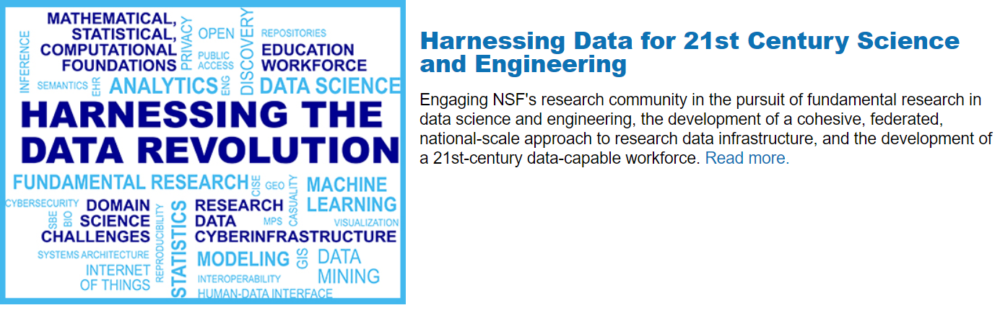 MATHEMATICAL,
STATISTICAL,
COMPUTATIONAL
FOUNDATIONS
INFERENCE
PRIVACY
OPEN
PUBLIC
ACCESS
DISCOVERY
REPOSITORIES
EDUCATION
WORKFORCE
SEMANTICS
EHR
ANALYTICS
ENG
DATA SCIENCE
HARNESSING THE
DATA REVOLUTION
FUNDAMENTAL RESEARCH
CISE
GEO
CASUALITY
MACHINE
LEARNING
CYBERSECURITY
SBE
BIO
DOMAIN
SCIENCE
CHALLENGES
REPRODUCIBILITY
STATISTICS
RESEARCH
DATA
CYBERINFRASTRUCTURE
MPS
VISUALIZATION
SYSTEMS ARCHITECTURE
INTERNET
OF THINGS
MODELING
GIS
DATA
MINING
INTEROPERABILITY
HUMAN-DATA INTERFACE
Harnessing Data for 21st Century Science
and Engineering
Engaging NSF's research community in the pursuit of fundamental research in
data science and engineering, the development of a cohesive, federated,
national-scale approach to research data infrastructure, and the development of
a 21st-century data-capable workforce. Read more.